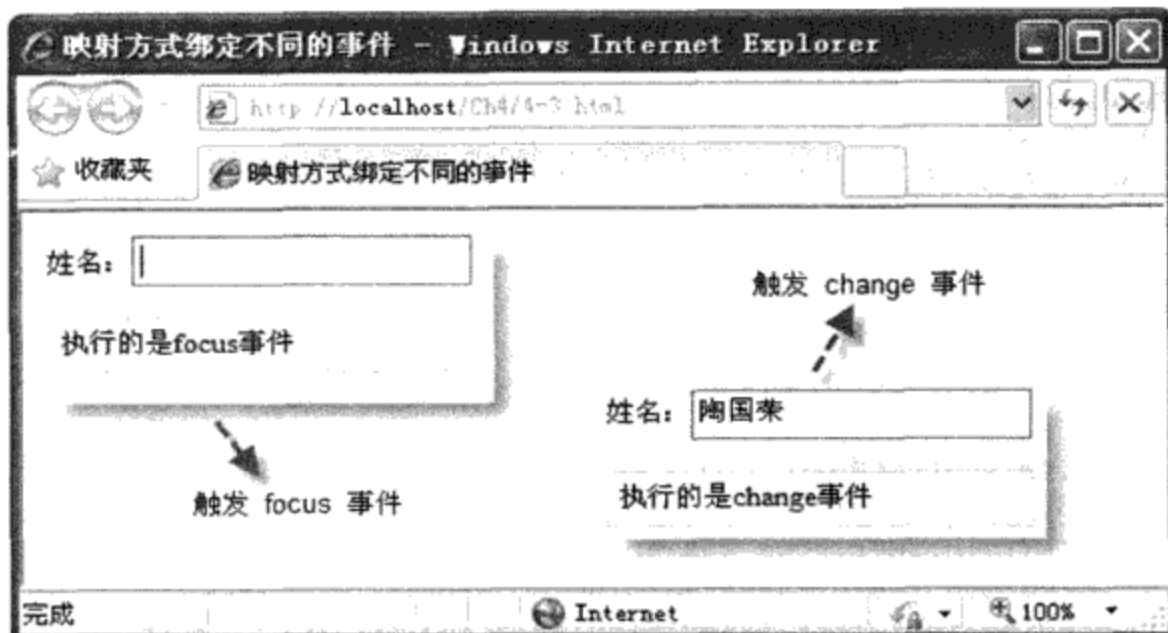 映射方式绑定不同的事件 - Windows Internet Explorer
http://localhost/Ch4/4-3.html
收藏夹
映射方式绑定不同的事件
姓名：
执行的是focus事件
触发 focus 事件
触发 change 事件
姓名：陶国荣
执行的是change事件
完成
Internet
100%